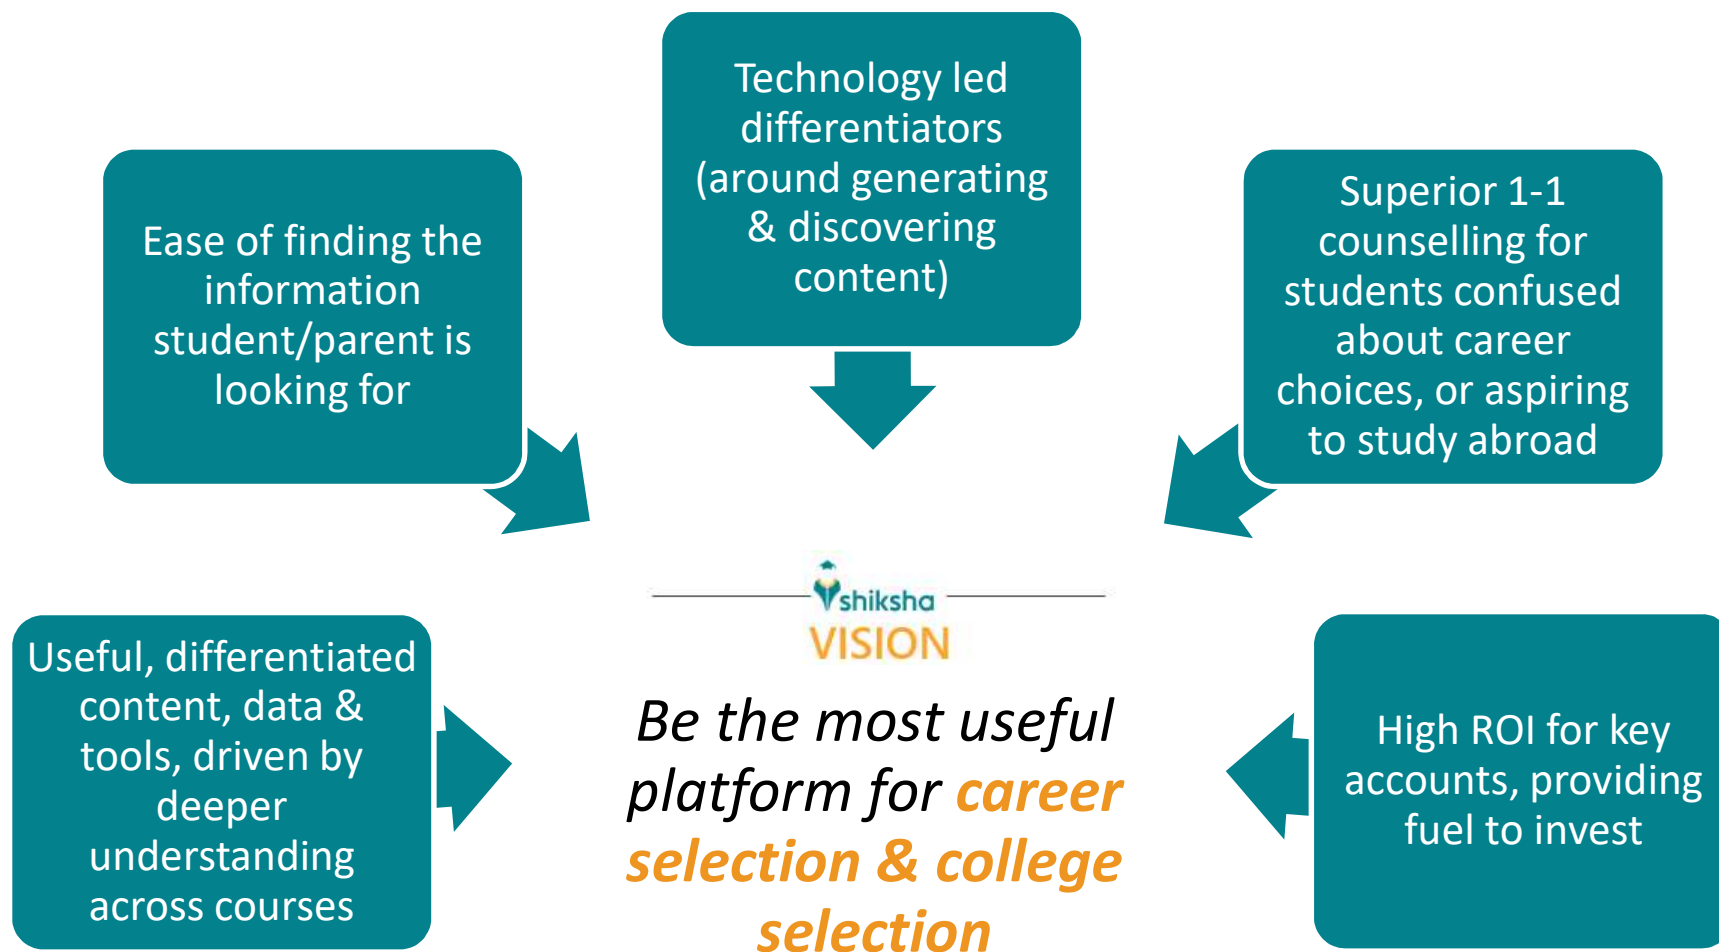 Technology led
differentiators
(around generating
& discovering
content)
Ease of finding the
information
student/parent is
looking for
Superior 1-1
counselling for
students confused
about career
choices, or aspiring
to study abroad
Useful, differentiated
content, data &
tools, driven by
deeper
understanding
across courses
shiksha
VISION
Be the most useful
platform for career
selection & college
selection
High ROI for key
accounts, providing
fuel to invest